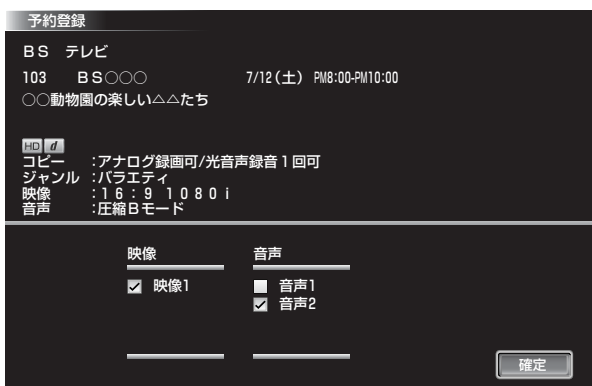 予約登録
BS テレビ
103 BS○○○ 7/12(土) PM8:00-PM10:00
○○動物園の楽しい△△たち
HD d
コピー :アナログ録画可/光音声録音1回可
ジャンル :バラエティ
映像 :16:9 1080i
音声 :圧縮Bモード
映像 音声
映像1 音声1
音声2
確定